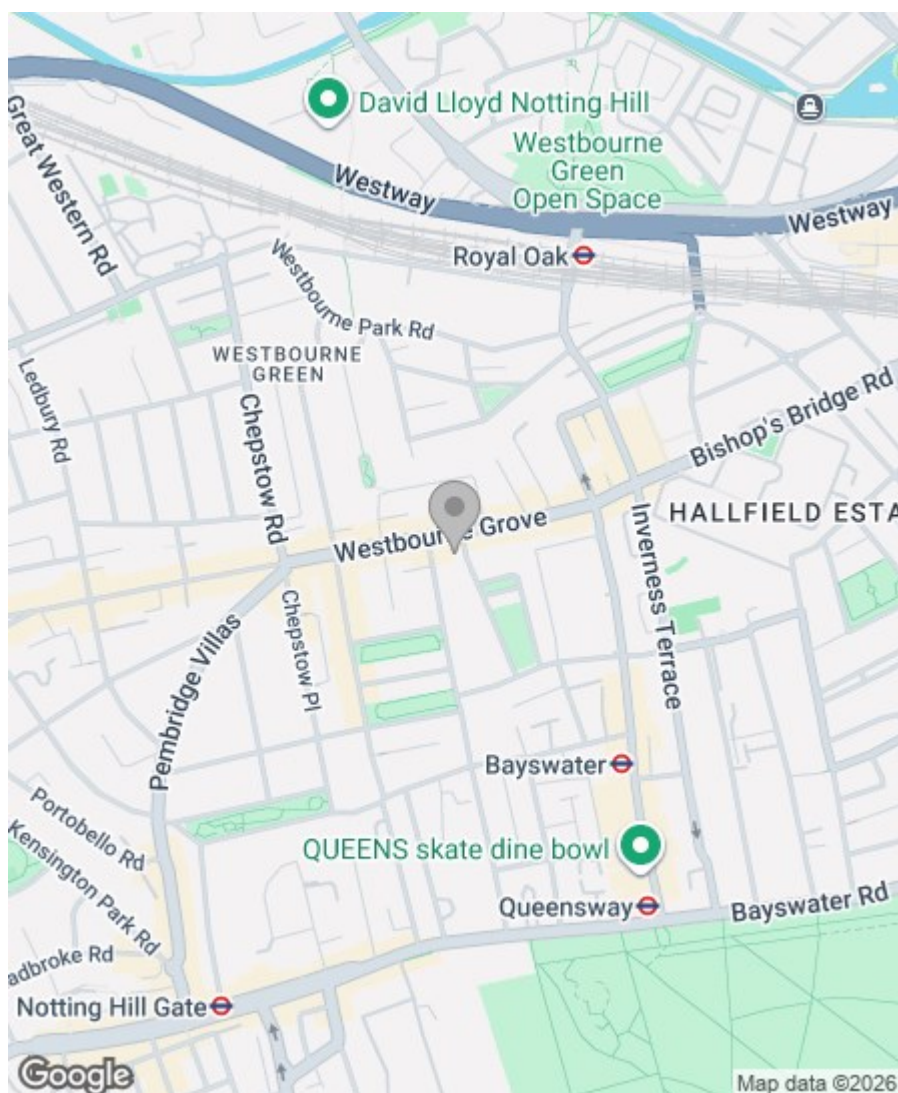 David Lloyd Notting Hill
Westbourne
Green
Open Space
Great Western Rd
Westway
Westway
Royal Oak
Westbourne Park Rd
WESTBOURNE
GREEN
Ledbury Rd
Chepstow Rd
Bishop's Bridge Rd
HALLFIELD ESTA
Westbourne Grove
Inverness Terrace
Chepstow Pl
Pembridge Villas
Bayswater
Portobello Rd
QUEENS skate dine bowl
Kensington Park Rd
Queensway
Bayswater Rd
adbroke Rd
Notting Hill Gate
Google
Map data ©2026